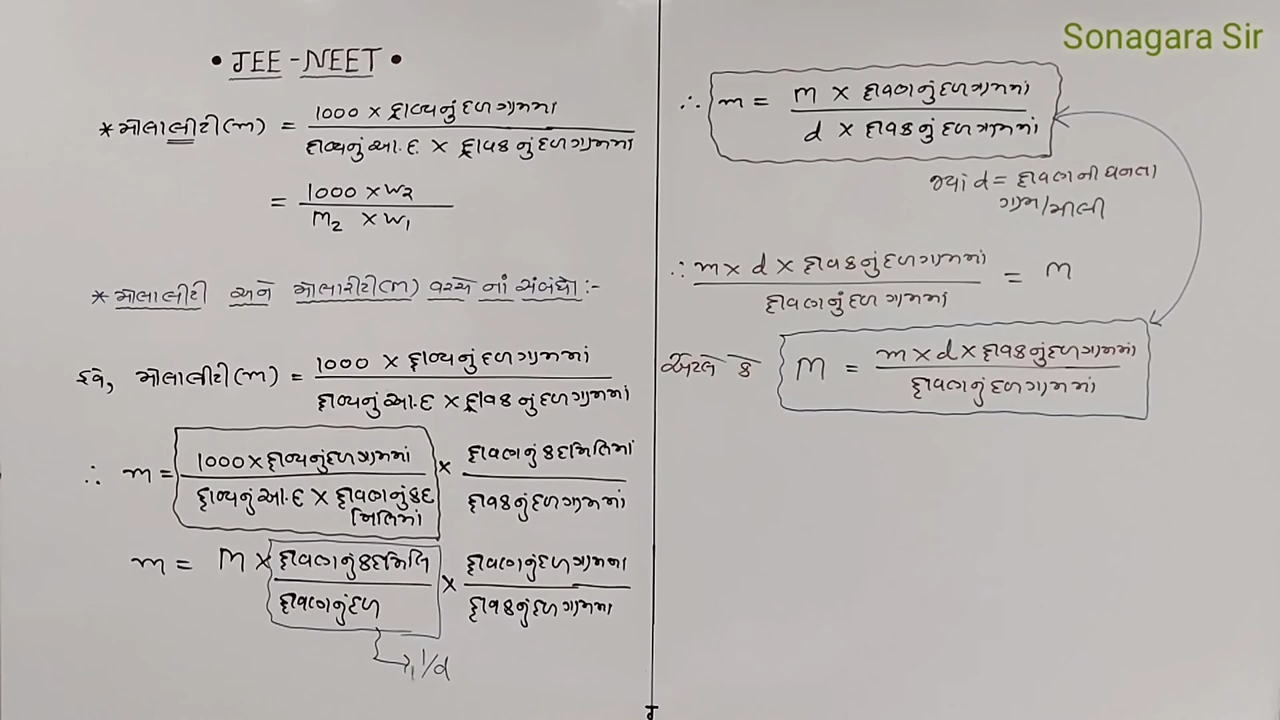 Sonagara Sir
• JEE - NEET •
* મોલાલીટી (m) = 1000 × દ્રાવ્યનું દળ ગ્રામમાં / દ્રાવ્યનું આ.દ. × દ્રાવકનું દળ ગ્રામમાં
= 1000 × W2 / M2 × W1
* મોલાલીટી અને મોલારીટી(M) વચ્ચે નાં સંબંધો :-
હવે, મોલાલીટી (m) = 1000 × દ્રાવ્યનું દળ ગ્રામમાં / દ્રાવ્યનું આ.દ × દ્રાવકનું દળ ગ્રામમાં
∴ m = 1000 × દ્રાવ્યનું દળ ગ્રામમાં / દ્રાવ્યનું આ.દ × દ્રાવણનું કદ મિલિમાં × દ્રાવણનું કદ મિલિમાં / દ્રાવકનું દળ ગ્રામમાં
m = M × દ્રાવણનું કદ મિલિ / દ્રાવણનું દળ × દ્રાવણનું દળ ગ્રામમાં / દ્રાવકનું દળ ગ્રામમાં
1/d
∴ m = M × દ્રાવણનું દળ ગ્રામમાં / d × દ્રાવકનું દળ ગ્રામમાં
જ્યાં d = દ્રાવણની ઘનતા
ગ્રામ/મીલી
∴ m × d × દ્રાવકનું દળ ગ્રામમાં / દ્રાવણનું દળ ગ્રામમાં = M
એટલે કે M = m × d × દ્રાવકનું દળ ગ્રામમાં / દ્રાવણનું દળ ગ્રામમાં